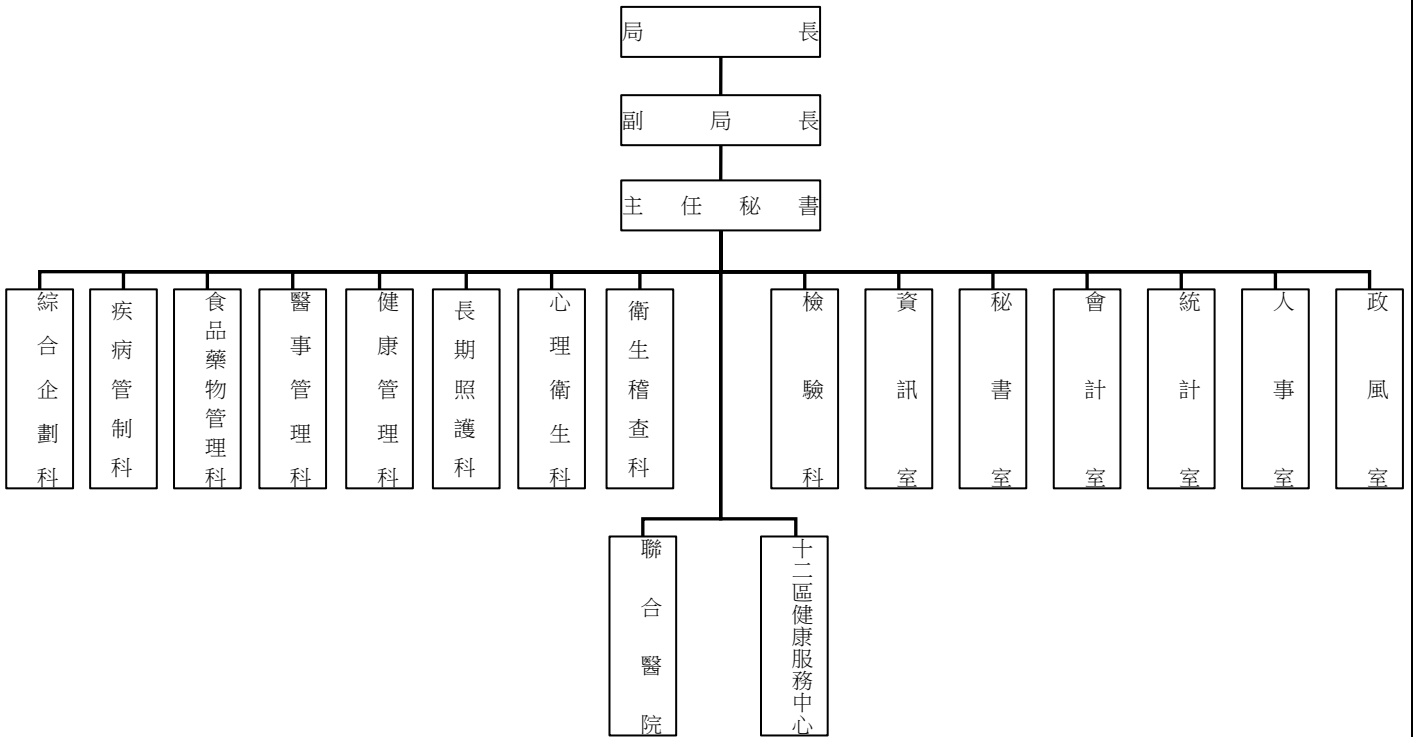 局長
副局長
主任秘書
綜合企劃科
疾病管制科
食品藥物管理科
醫事管理科
健康管理科
長期照護科
心理衛生科
衛生稽查科
檢驗科
資訊室
秘書室
會計室
統計室
人事室
政風室
聯合醫院
十二區健康服務中心